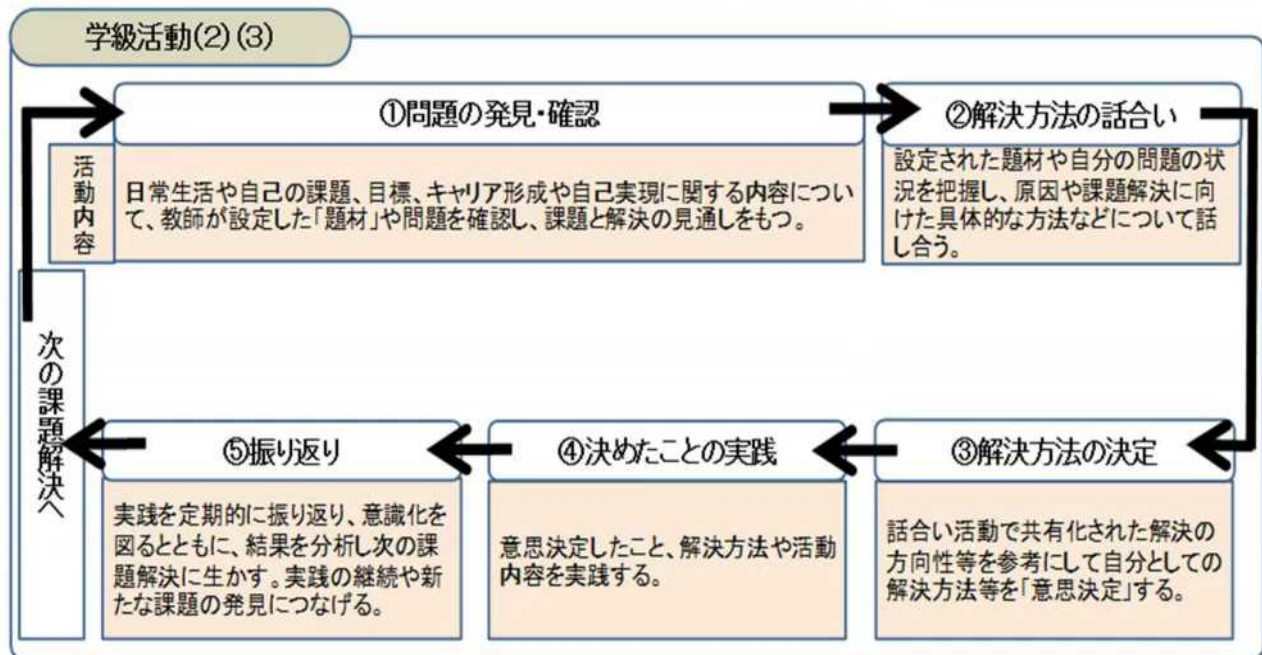 学級活動(2)(3)
①問題の発見・確認
②解決方法の話合い
活動内容
日常生活や自己の課題、目標、キャリア形成や自己実現に関する内容につい
て、教師が設定した「題材」や問題を確認し、課題と解決の見通しをもつ。
設定された題材や自分の問題の状
況を把握し、原因や課題解決に向
けた具体的な方法などについて話
し合う。
③解決方法の決定
話合い活動で共有化された解決の
方向性等を参考にして自分としての
解決方法等を「意思決定」する。
④決めたことの実践
意思決定したこと、解決方法や活動
内容を実践する。
⑤振り返り
実践を定期的に振り返り、意識化を
図るとともに、結果を分析し次の課
題解決に生かす。実践の継続や新
たな課題の発見につなげる。
次の課題解決へ